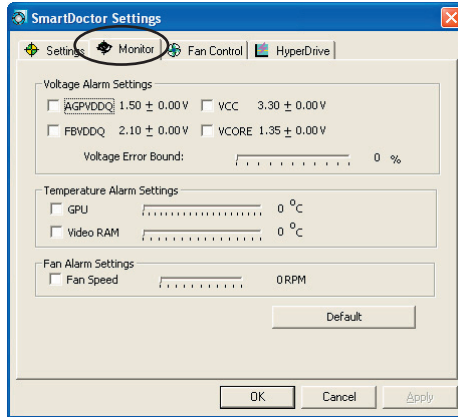 SmartDoctor Settings
Settings Monitor Fan Control HyperDrive
Voltage Alarm Settings
AGPVDDQ 1.50 ± 0.00 V VCC 3.30 ± 0.00 V
FBVDDQ 2.10 ± 0.00 V VCORE 1.35 ± 0.00 V
Voltage Error Bound: 0 %
Temperature Alarm Settings
GPU 0 °C
Video RAM 0 °C
Fan Alarm Settings
Fan Speed 0 RPM
Default
OK Cancel Apply